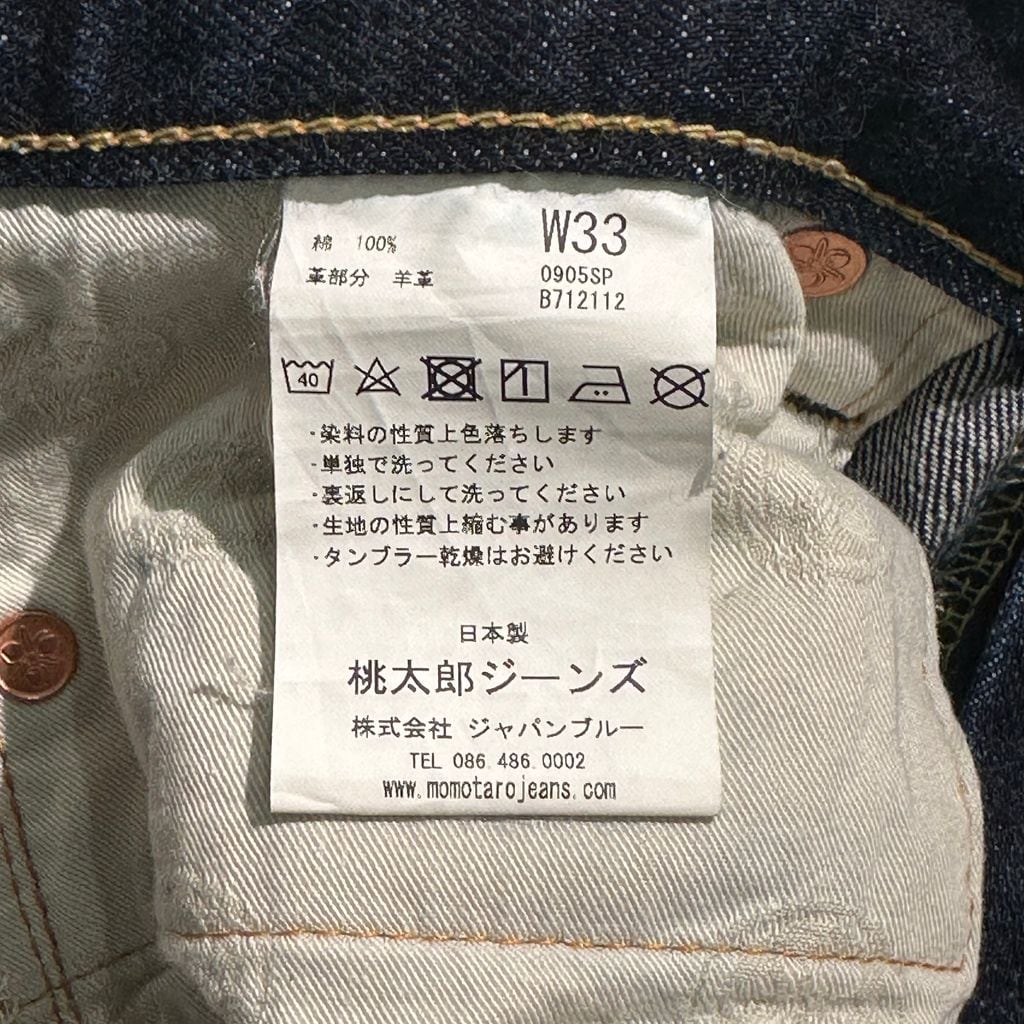 綿 100%
革部分 羊革
W33
0905SP
B712112
40
・染料の性質上色落ちします
・単独で洗ってください
・裏返しにして洗ってください
・生地の性質上縮む事があります
・タンブラー乾燥はお避けください
日本製
桃太郎ジーンズ
株式会社 ジャパンブルー
TEL 086.486.0002
www.momotarojeans.com